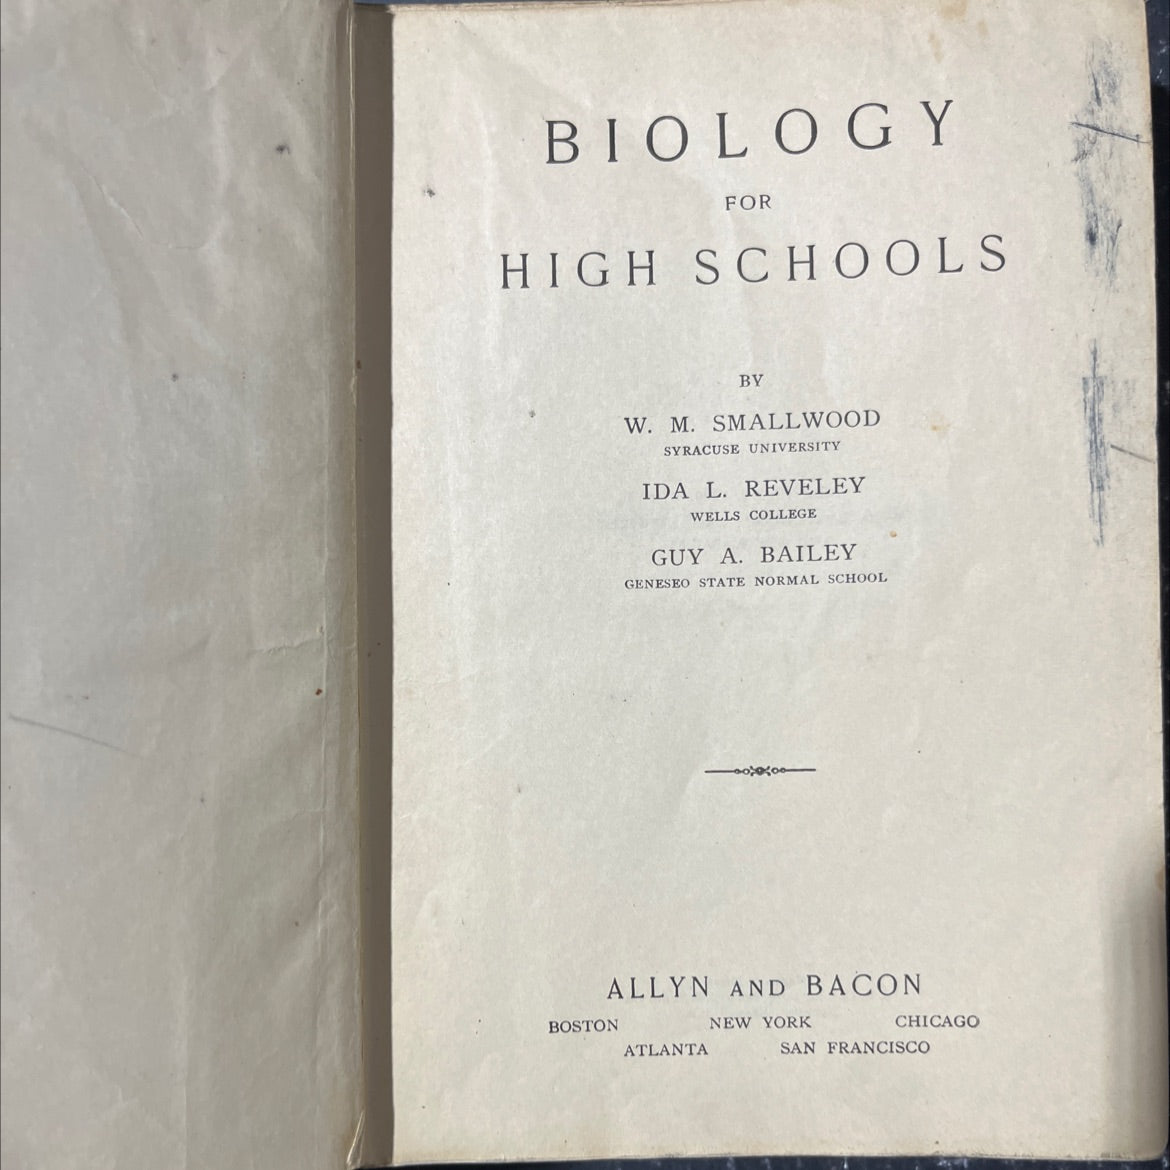 BIOLOGY
FOR
HIGH SCHOOLS
BY
W. M. SMALLWOOD
SYRACUSE UNIVERSITY
IDA L. REVELEY
WELLS COLLEGE
GUY A. BAILEY
GENESEO STATE NORMAL SCHOOL
ALLYN AND BACON
BOSTON NEW YORK CHICAGO
ATLANTA SAN FRANCISCO